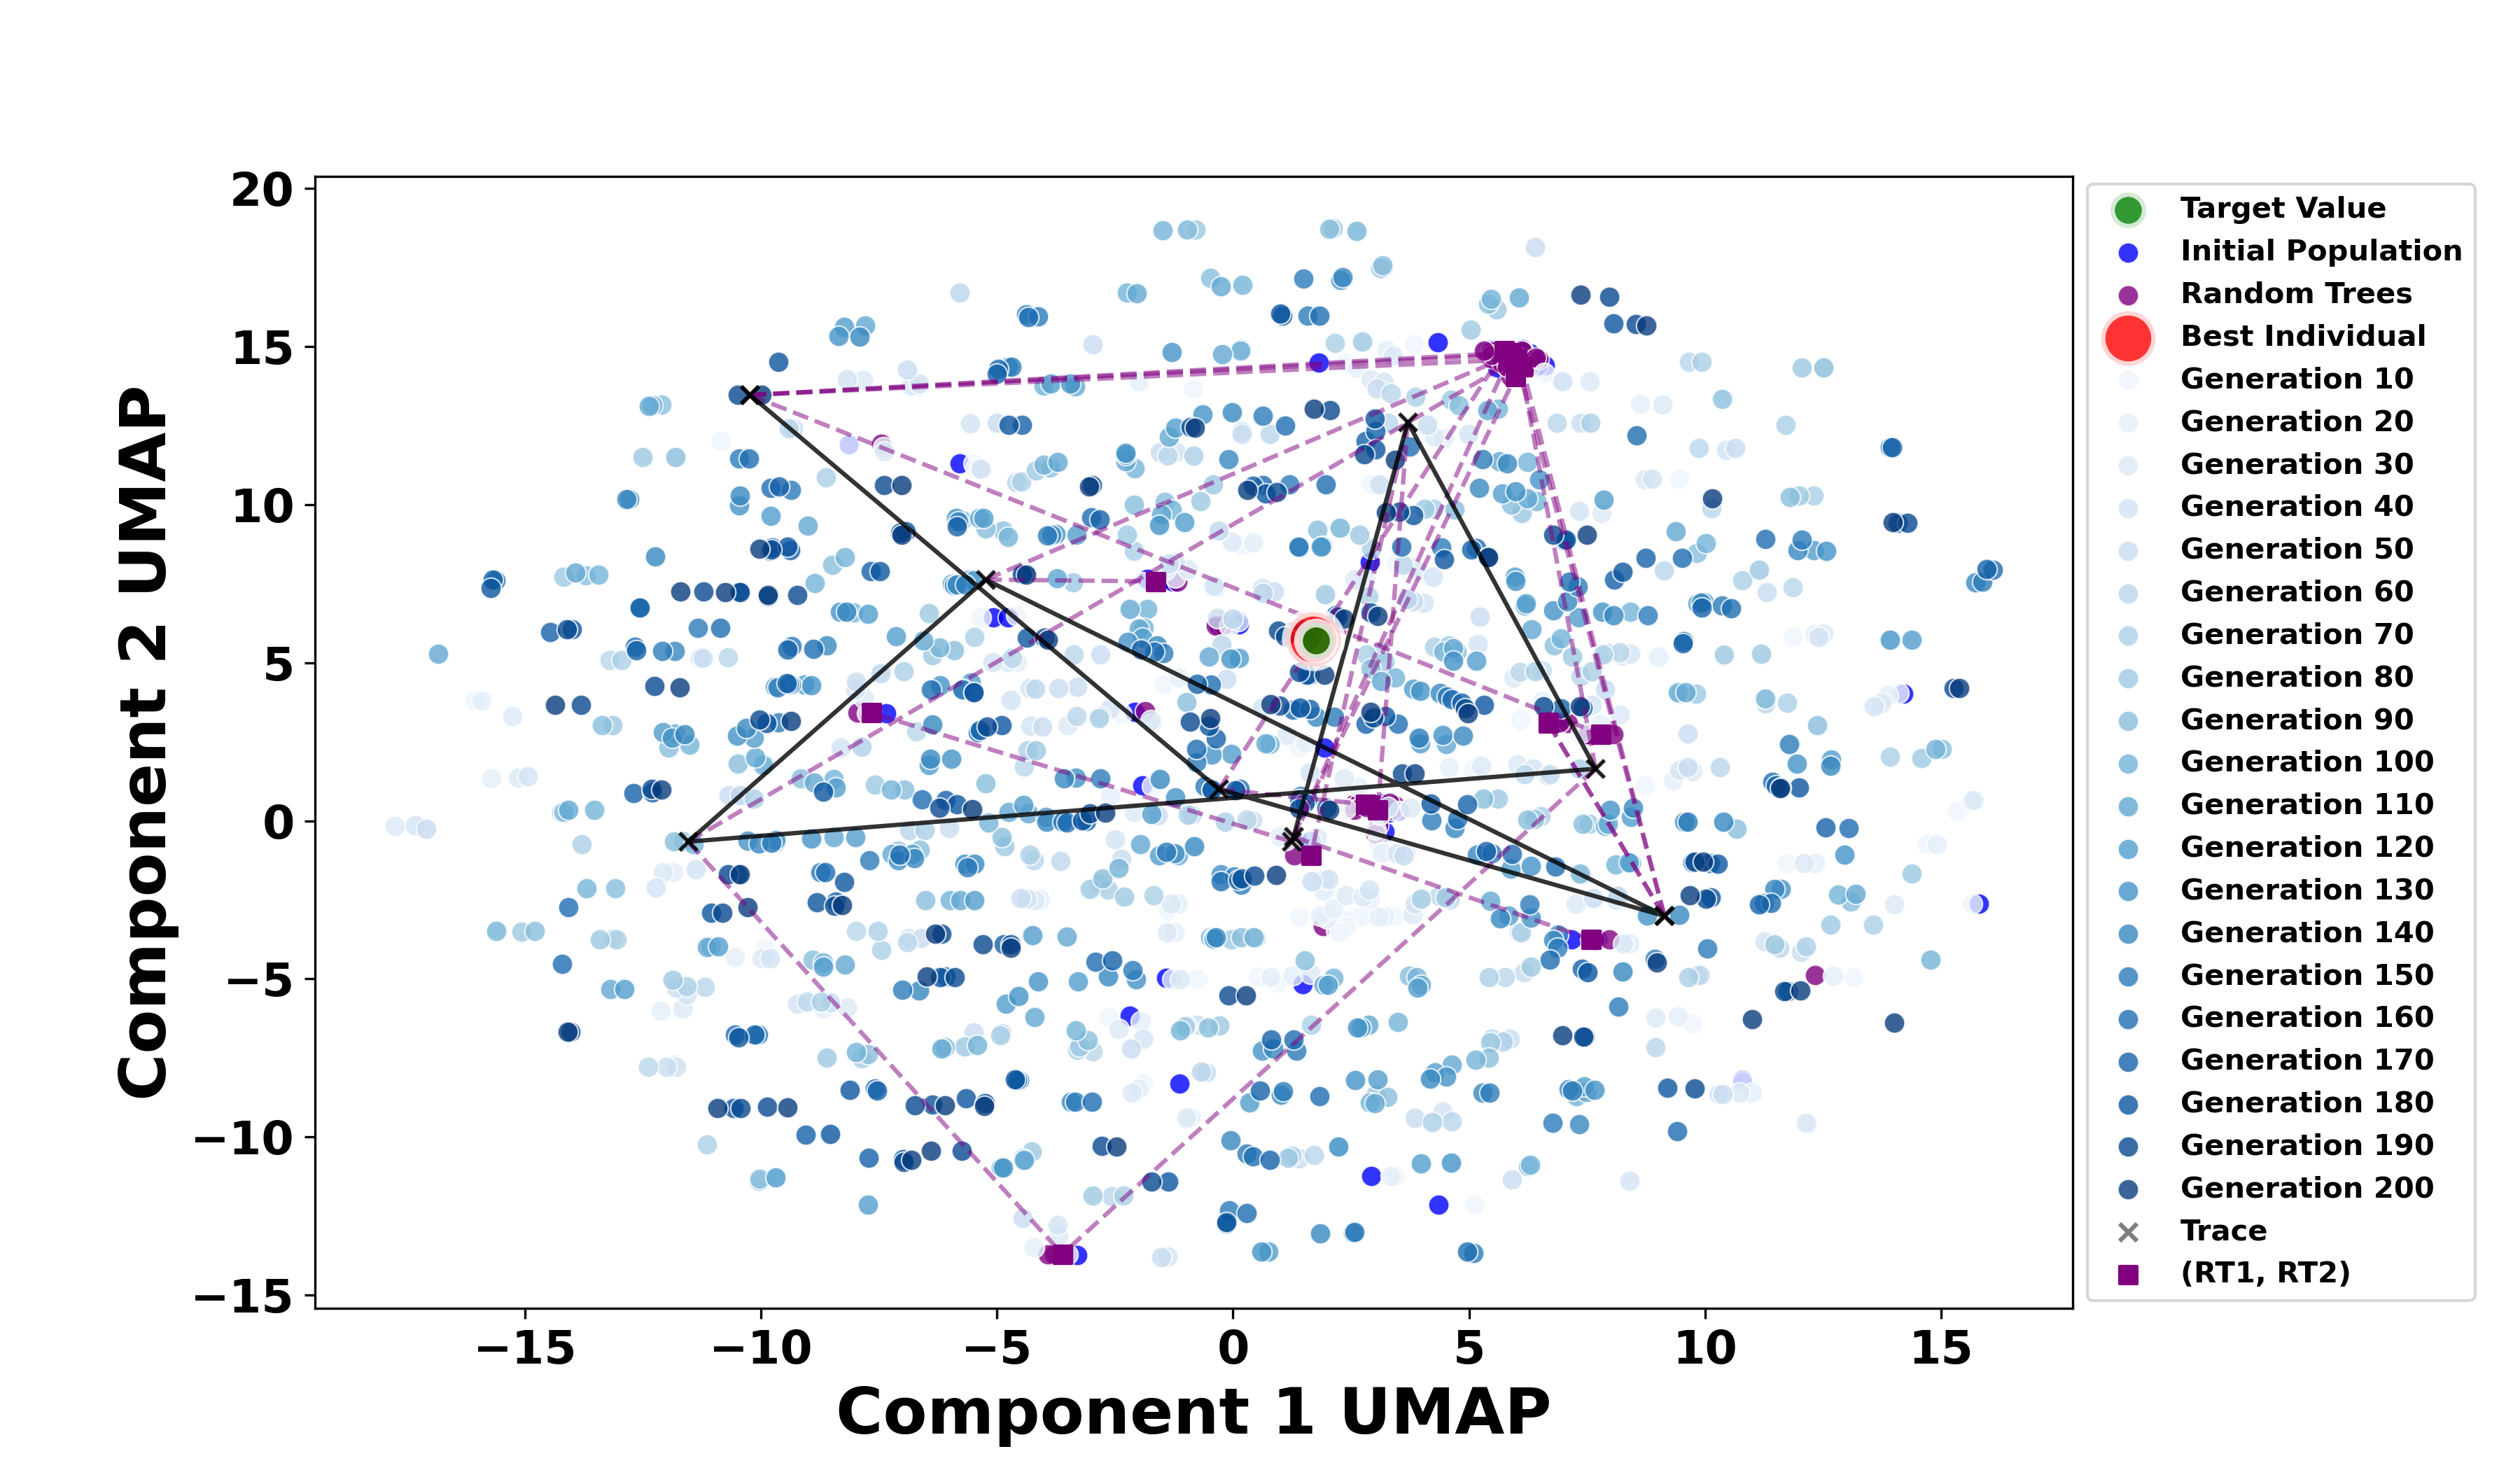 Component 2 UMAP
20
15
10
5
0
−5
−10
−15
−15
−10
−5
0
5
10
15
Component 1 UMAP
Target Value
Initial Population
Random Trees
Best Individual
Generation 10
Generation 20
Generation 30
Generation 40
Generation 50
Generation 60
Generation 70
Generation 80
Generation 90
Generation 100
Generation 110
Generation 120
Generation 130
Generation 140
Generation 150
Generation 160
Generation 170
Generation 180
Generation 190
Generation 200
Trace
(RT1, RT2)